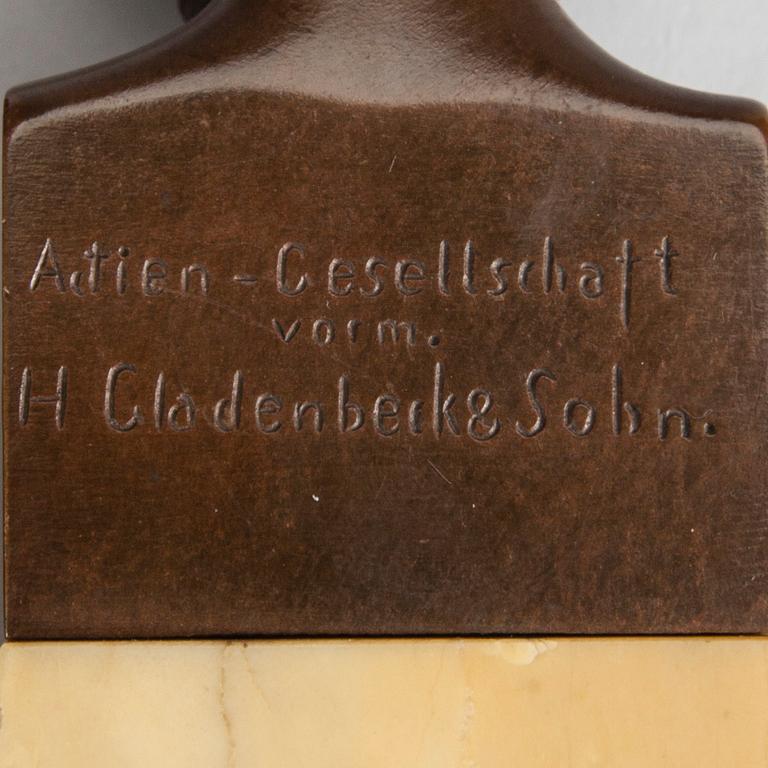 Actien - Gesellschaft
vorm.
H Gladenbeck & Sohn.